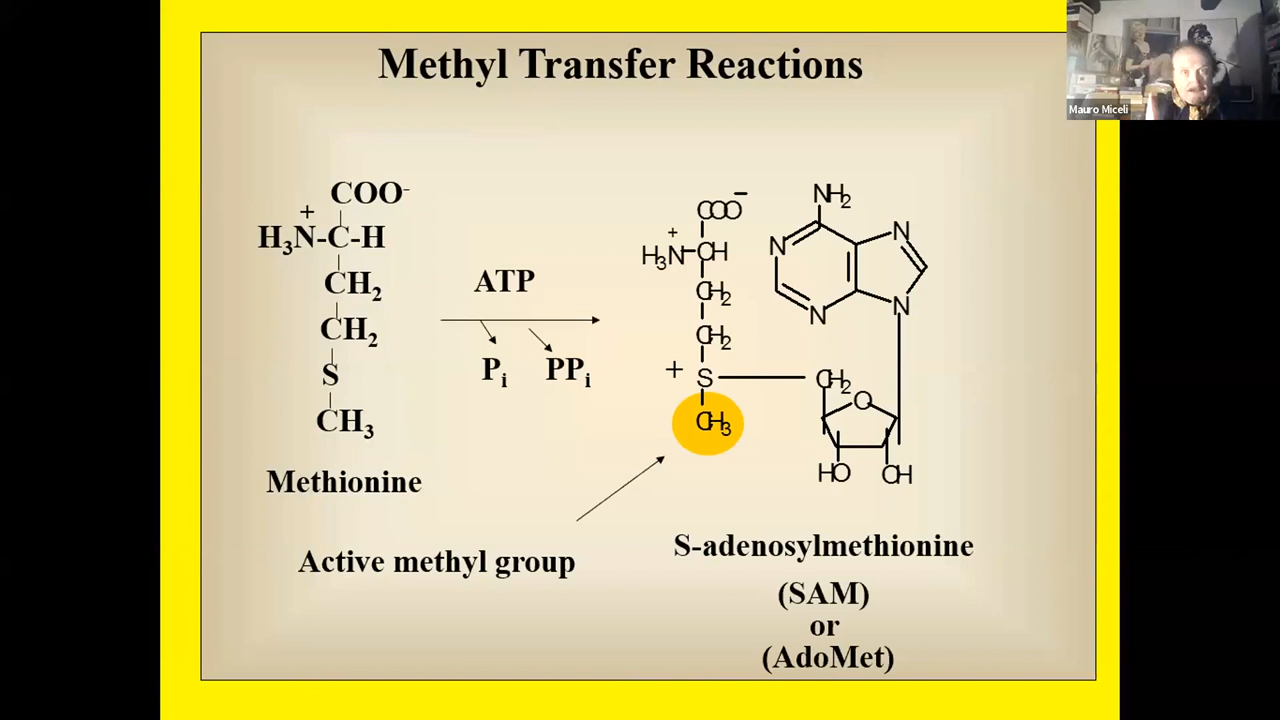 Methyl Transfer Reactions
Mauro Miceli
COO-
+
H3N-C-H
CH2
CH2
S
CH3
Methionine
ATP
Pi PPi
COO−
+
H3N CH
CH2
CH2
+ S
CH3
NH2
N N
N N
CH2
O
HO OH
Active methyl group
S-adenosylmethionine
(SAM)
or
(AdoMet)